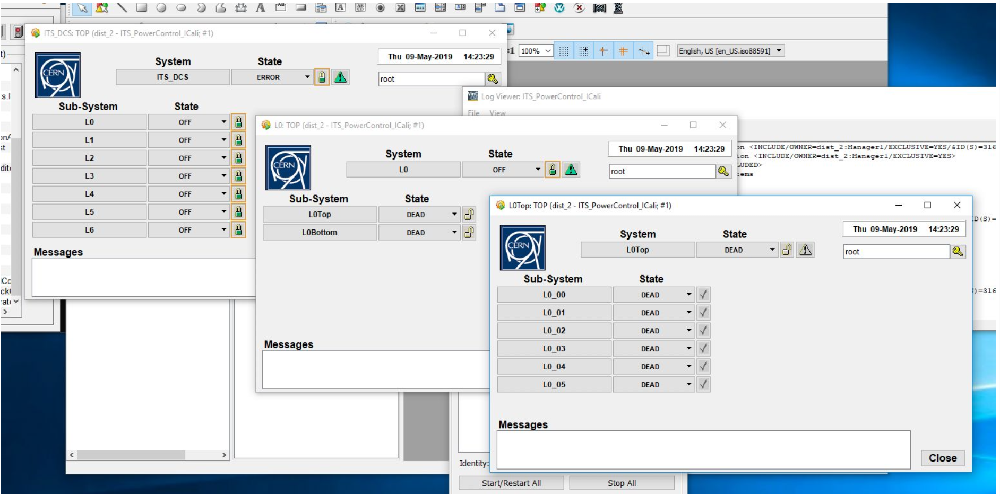 ITS_DCS: TOP (dist_2 - ITS_PowerControl_ICali; #1)
Thu 09-May-2019 14:23:29
System State
CERN
ITS_DCS ERROR
root
Sub-System State
L0 OFF
L1 OFF
L2 OFF
L3 OFF
L4 OFF
L5 OFF
L6 OFF
Messages
100%
English, US [en_US.iso88591]
Log Viewer: ITS_PowerControl_ICali
File View
on <INCLUDE/OWNER=dist_2:Manager1/EXCLUSIVE=YES/&ID(S)=316
ion <INCLUDE/OWNER=dist_2:Manager1/EXCLUSIVE=YES>
LUDED>
tems
L0: TOP (dist_2 - ITS_PowerControl_ICali; #1)
Thu 09-May-2019 14:23:29
System State
CERN
L0 OFF
root
Sub-System State
L0Top DEAD
L0Bottom DEAD
Messages
L0Top: TOP (dist_2 - ITS_PowerControl_ICali; #1)
Thu 09-May-2019 14:23:29
System State
CERN
L0Top DEAD
root
Sub-System State
L0_00 DEAD
L0_01 DEAD
L0_02 DEAD
L0_03 DEAD
L0_04 DEAD
L0_05 DEAD
Messages
Close
Identity:
Start/Restart All Stop All